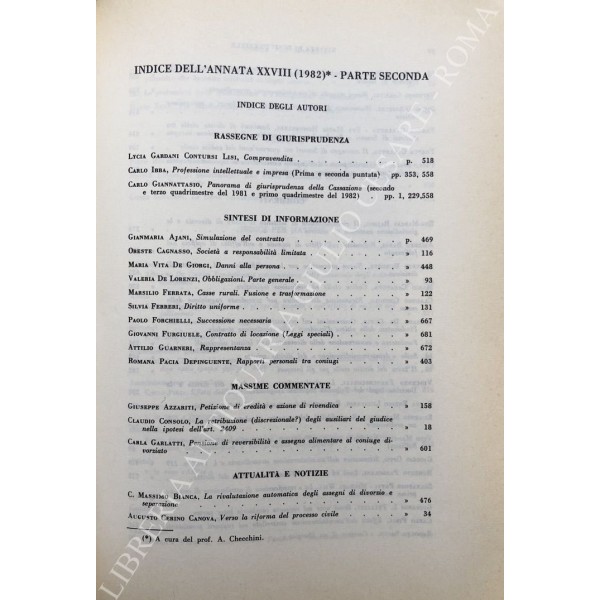 INDICE DELL'ANNATA XXVIII (1982)* - PARTE SECONDA
INDICE DEGLI AUTORI
RASSEGNE DI GIURISPRUDENZA
LYCIA GARDANI CONTURSI LISI, Compravendita . . . . . . . p. 518
CARLO IBBA, Professione intellettuale e impresa (Prima e seconda puntata) pp. 353, 558
CARLO GIANNATTASIO, Panorama di giurisprudenza della Cassazione (secondo
e terzo quadrimestre del 1981 e primo quadrimestre del 1982) . pp. 1, 229,558
SINTESI DI INFORMAZIONE
GIANMARIA AJANI, Simulazione del contratto . . . . . . . p. 469
ORESTE CAGNASSO, Società a responsabilità limitata . . . . . . » 116
MARIA VITA DE GIORGI, Danni alla persona . . . . . . . » 448
VALERIA DE LORENZI, Obbligazioni. Parte generale . . . . . . » 93
MARSILIO FERRATA, Casse rurali. Fusione e trasformazione . . . . » 122
SILVIA FERRERI, Diritto uniforme . . . . . . . . » 131
PAOLO FORCHIELLI, Successione necessaria . . . . . . . » 667
GIOVANNI FURGIUELE, Contratto di locazione (Leggi speciali) . . . . » 681
ATTILIO GUARNERI, Rappresentanza . . . . . . . . » 672
ROMANA PACIA DEPINGUENTE, Rapporti personali tra coniugi . . . . » 403
MASSIME COMMENTATE
GIUSEPPE AZZARITI, Petizione di eredità e azione di rivendica . . . . » 158
CLAUDIO CONSOLO, La retribuzione (discrezionale?) degli ausiliari del giudice
nella ipotesi dell'art. 2409 . . . . . . . . » 18
CARLA GARLATTI, Pensione di reversibilità e assegno alimentare al coniuge di-
vorziato . . . . . . . . . . . » 601
ATTUALITÀ E NOTIZIE
C. MASSIMO BIANCA, La rivalutazione automatica degli assegni di divorzio e
separazione . . . . . . . . . . . » 476
AUGUSTO CERINO CANOVA, Verso la riforma del processo civile . . . . » 34
(*) A cura del prof. A. Checchini.
LIBRERIA ANTIQUARIA GIULIO CESARE - ROMA